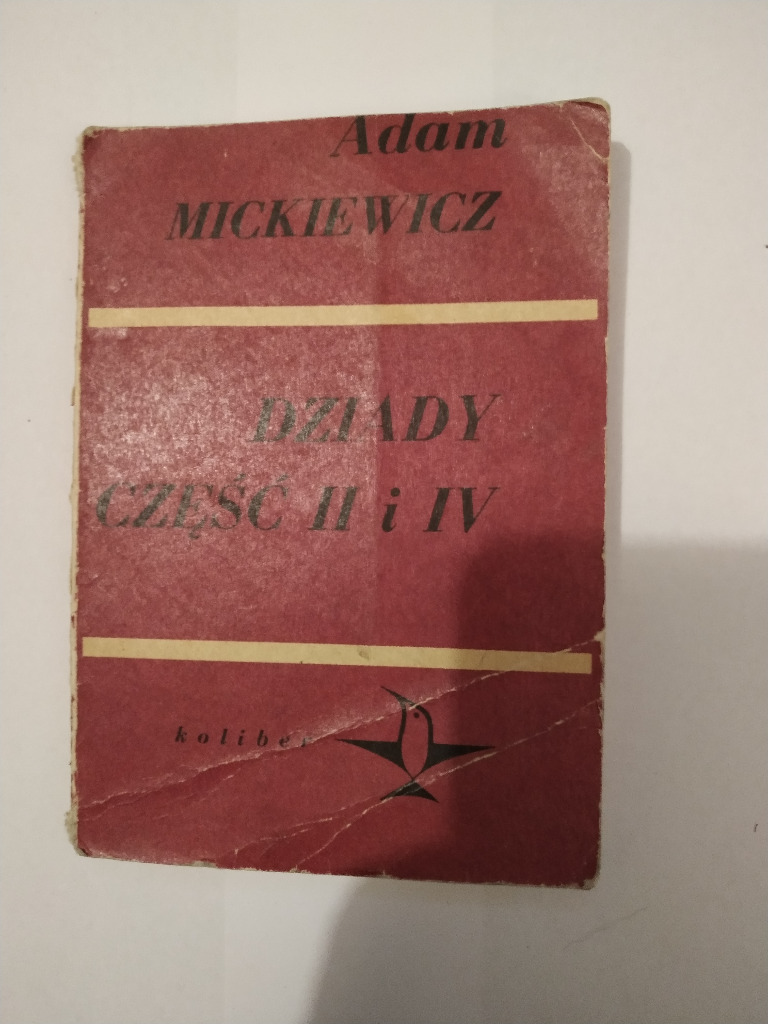 Adam
MICKIEWICZ
DZIADY
CZĘŚĆ II i IV
koliber